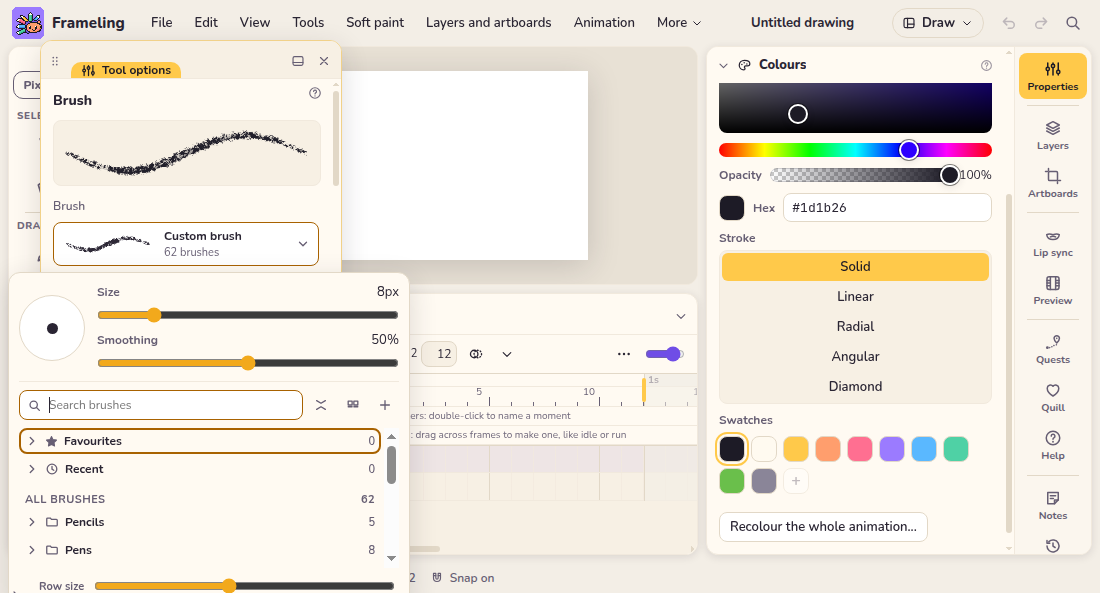 Frameling
File
Edit
View
Tools
Soft paint
Layers and artboards
Animation
More
Untitled drawing
Draw
Tool options
Brush
Brush
Custom brush
62 brushes
Size
8px
Smoothing
50%
Search brushes
Favourites
0
Recent
0
ALL BRUSHES
62
Pencils
5
Pens
8
Row size
Pix
SELE
DRA
2
12
5
10
1s
1
ers: double-click to name a moment
: drag across frames to make one, like idle or run
2
Snap on
Colours
Opacity
100%
Hex
#1d1b26
Stroke
Solid
Linear
Radial
Angular
Diamond
Swatches
+
Recolour the whole animation...
Properties
Layers
Artboards
Lip sync
Preview
Quests
Quill
Help
Notes